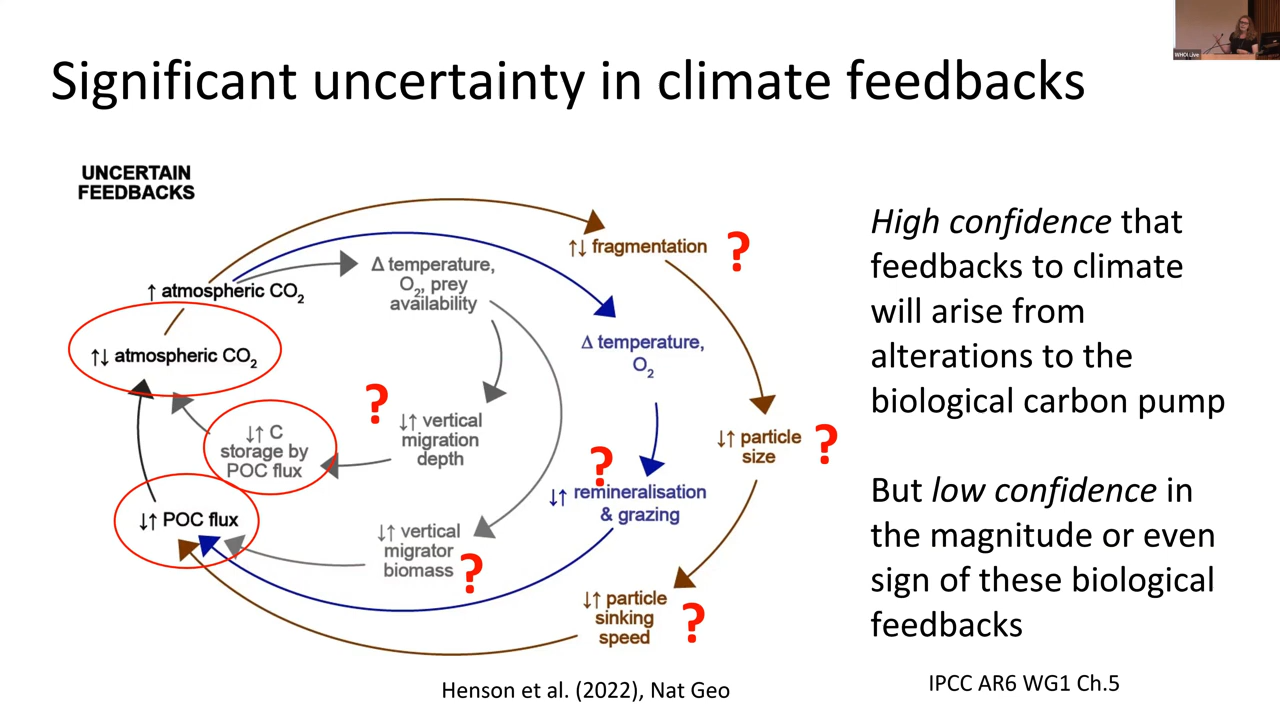 WHOI Live
Significant uncertainty in climate feedbacks
UNCERTAIN
FEEDBACKS
↑ atmospheric CO₂
↑↓ atmospheric CO₂
Δ temperature,
O₂, prey
availability
↑↓ fragmentation
?
Δ temperature,
O₂
?
↓↑ vertical
migration
depth
↓↑ C
storage by
POC flux
↓↑ particle
size
?
?
↓↑ remineralisation
& grazing
↓↑ POC flux
↓↑ vertical
migrator
biomass
?
↓↑ particle
sinking
speed
?
High confidence that
feedbacks to climate
will arise from
alterations to the
biological carbon pump
But low confidence in
the magnitude or even
sign of these biological
feedbacks
Henson et al. (2022), Nat Geo
IPCC AR6 WG1 Ch.5